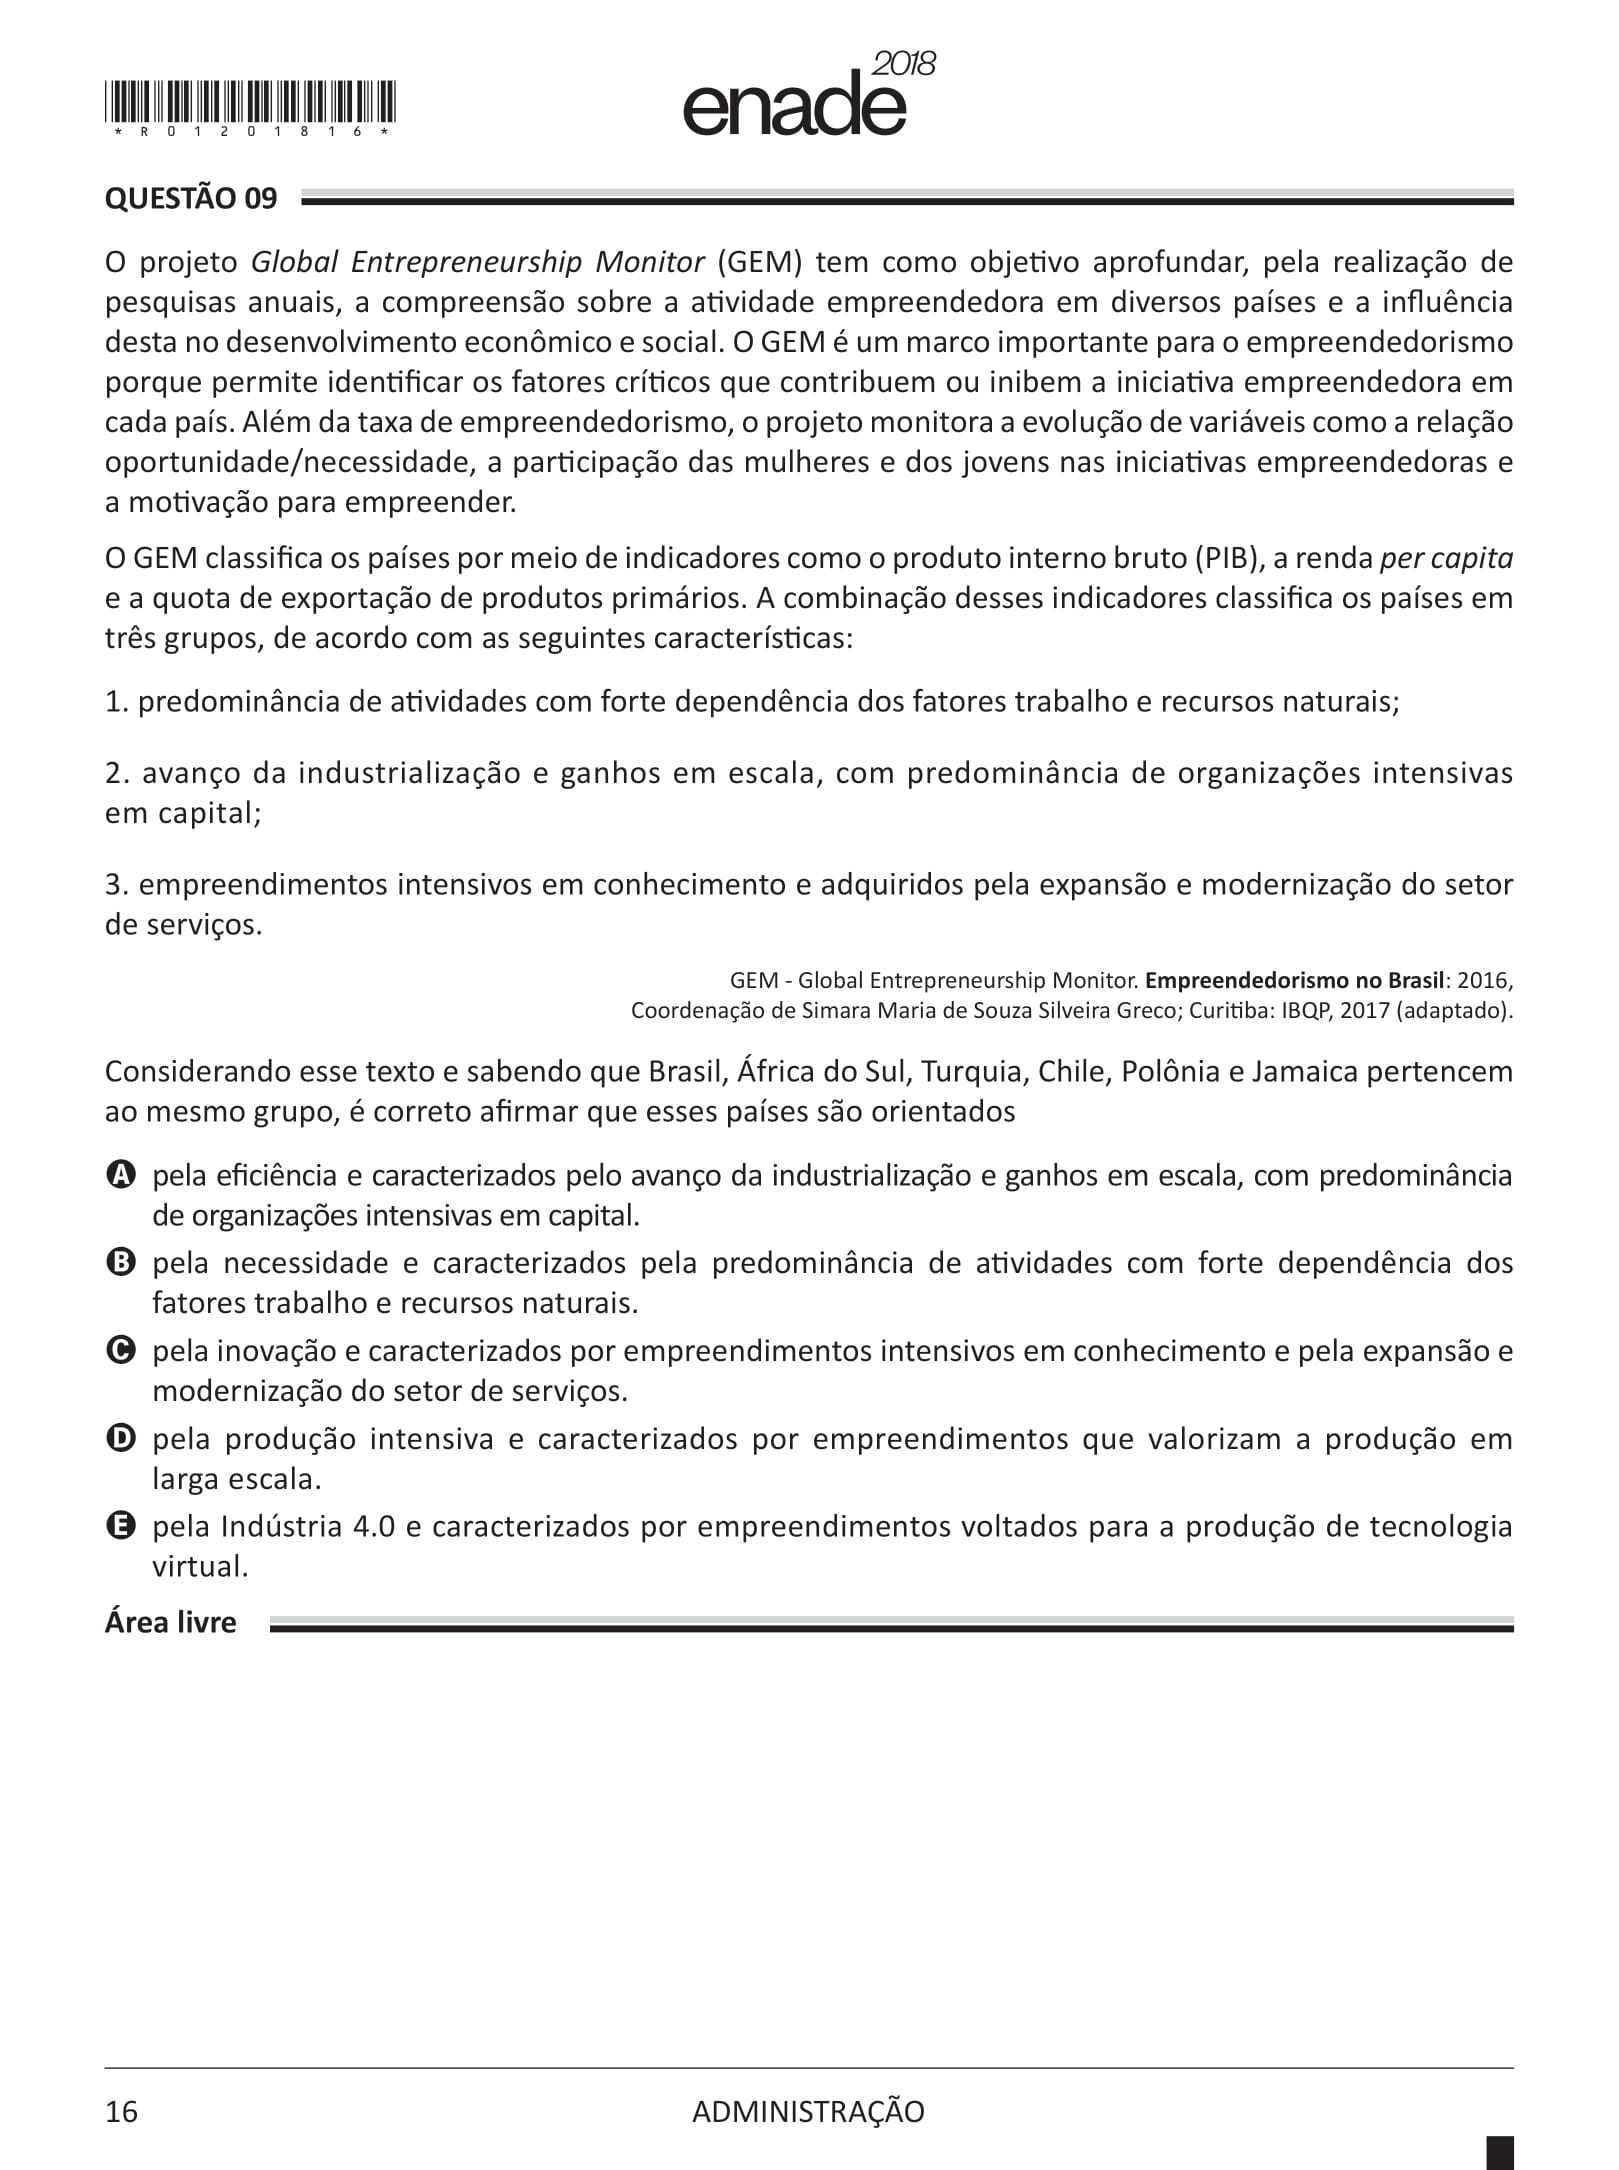 *R01201816*
enade2018
QUESTÃO 09
O projeto Global Entrepreneurship Monitor (GEM) tem como objetivo aprofundar, pela realização de
pesquisas anuais, a compreensão sobre a atividade empreendedora em diversos países e a influência
desta no desenvolvimento econômico e social. O GEM é um marco importante para o empreendedorismo
porque permite identificar os fatores críticos que contribuem ou inibem a iniciativa empreendedora em
cada país. Além da taxa de empreendedorismo, o projeto monitora a evolução de variáveis como a relação
oportunidade/necessidade, a participação das mulheres e dos jovens nas iniciativas empreendedoras e
a motivação para empreender.
O GEM classifica os países por meio de indicadores como o produto interno bruto (PIB), a renda per capita
e a quota de exportação de produtos primários. A combinação desses indicadores classifica os países em
três grupos, de acordo com as seguintes características:
1. predominância de atividades com forte dependência dos fatores trabalho e recursos naturais;
2. avanço da industrialização e ganhos em escala, com predominância de organizações intensivas
em capital;
3. empreendimentos intensivos em conhecimento e adquiridos pela expansão e modernização do setor
de serviços.
GEM - Global Entrepreneurship Monitor. Empreendedorismo no Brasil: 2016,
Coordenação de Simara Maria de Souza Silveira Greco; Curitiba: IBQP, 2017 (adaptado).
Considerando esse texto e sabendo que Brasil, África do Sul, Turquia, Chile, Polônia e Jamaica pertencem
ao mesmo grupo, é correto afirmar que esses países são orientados
A pela eficiência e caracterizados pelo avanço da industrialização e ganhos em escala, com predominância
de organizações intensivas em capital.
B pela necessidade e caracterizados pela predominância de atividades com forte dependência dos
fatores trabalho e recursos naturais.
C pela inovação e caracterizados por empreendimentos intensivos em conhecimento e pela expansão e
modernização do setor de serviços.
D pela produção intensiva e caracterizados por empreendimentos que valorizam a produção em
larga escala.
E pela Indústria 4.0 e caracterizados por empreendimentos voltados para a produção de tecnologia
virtual.
Área livre
16
ADMINISTRAÇÃO